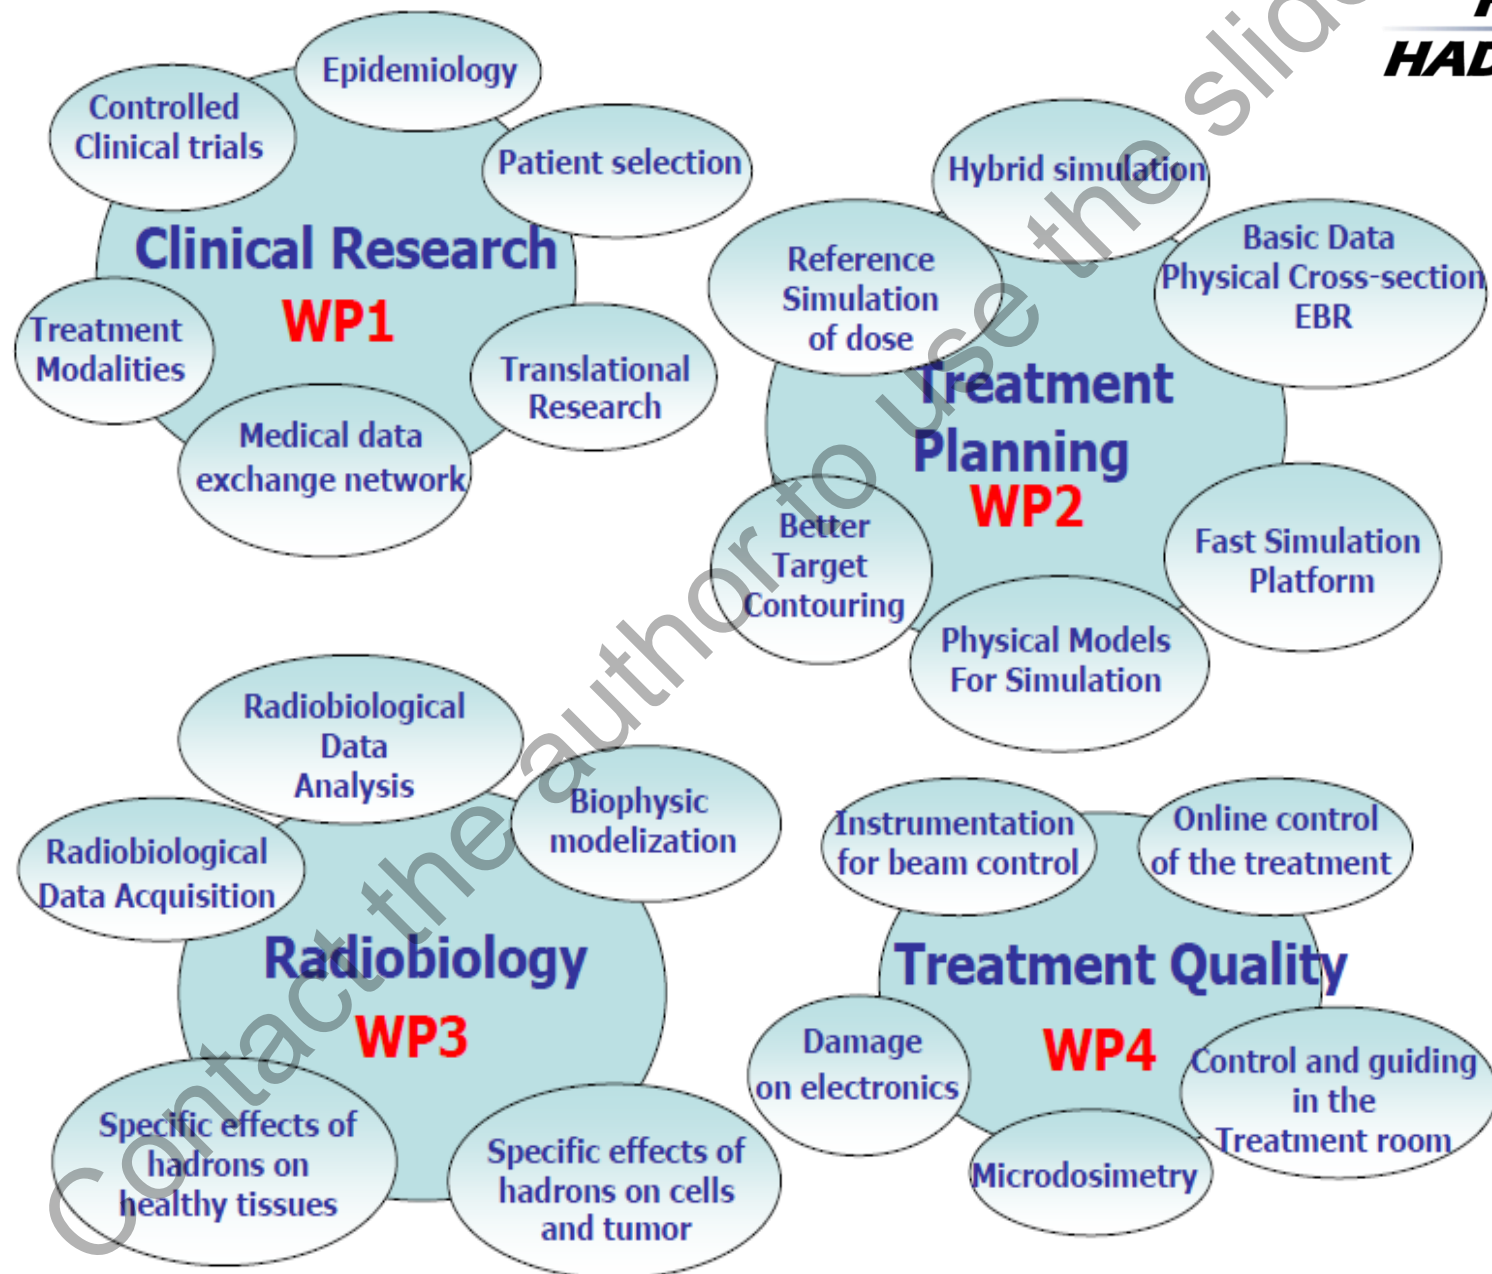 HAD
Epidemiology
Controlled
Clinical trials
Patient selection
Clinical Research
WP1
Treatment
Modalities
Translational
Research
Medical data
exchange network
Hybrid simulation
Reference
Simulation
of dose
Basic Data
Physical Cross-section
EBR
Treatment
Planning
WP2
Better
Target
Contouring
Fast Simulation
Platform
Physical Models
For Simulation
Radiobiological
Data
Analysis
Biophysic
modelization
Radiobiological
Data Acquisition
Radiobiology
WP3
Specific effects of
hadrons on
healthy tissues
Specific effects of
hadrons on cells
and tumor
Instrumentation
for beam control
Online control
of the treatment
Treatment Quality
WP4
Damage
on electronics
Control and guiding
in the
Treatment room
Microdosimetry
Contact the author to use the slide